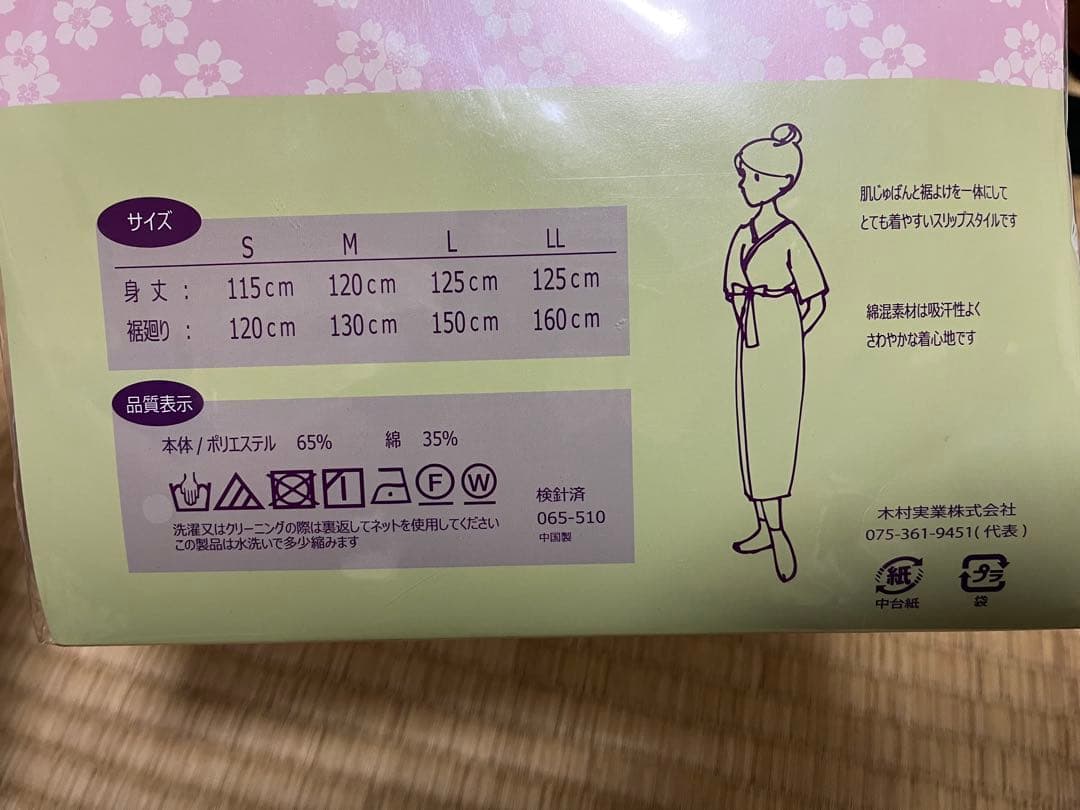 サイズ
S M L LL
身丈 : 115cm 120cm 125cm 125cm
裾廻り : 120cm 130cm 150cm 160cm
品質表示
本体/ポリエステル 65% 綿 35%
F W
洗濯又はクリーニングの際は裏返してネットを使用してください
この製品は水洗いで多少縮みます
検針済
065-510
中国製
肌じゅばんと裾よけを一体にして
とても着やすいスリップスタイルです
綿混素材は吸汗性よく
さわやかな着心地です
木村実業株式会社
075-361-9451(代表)
紙
中台紙
プラ
袋